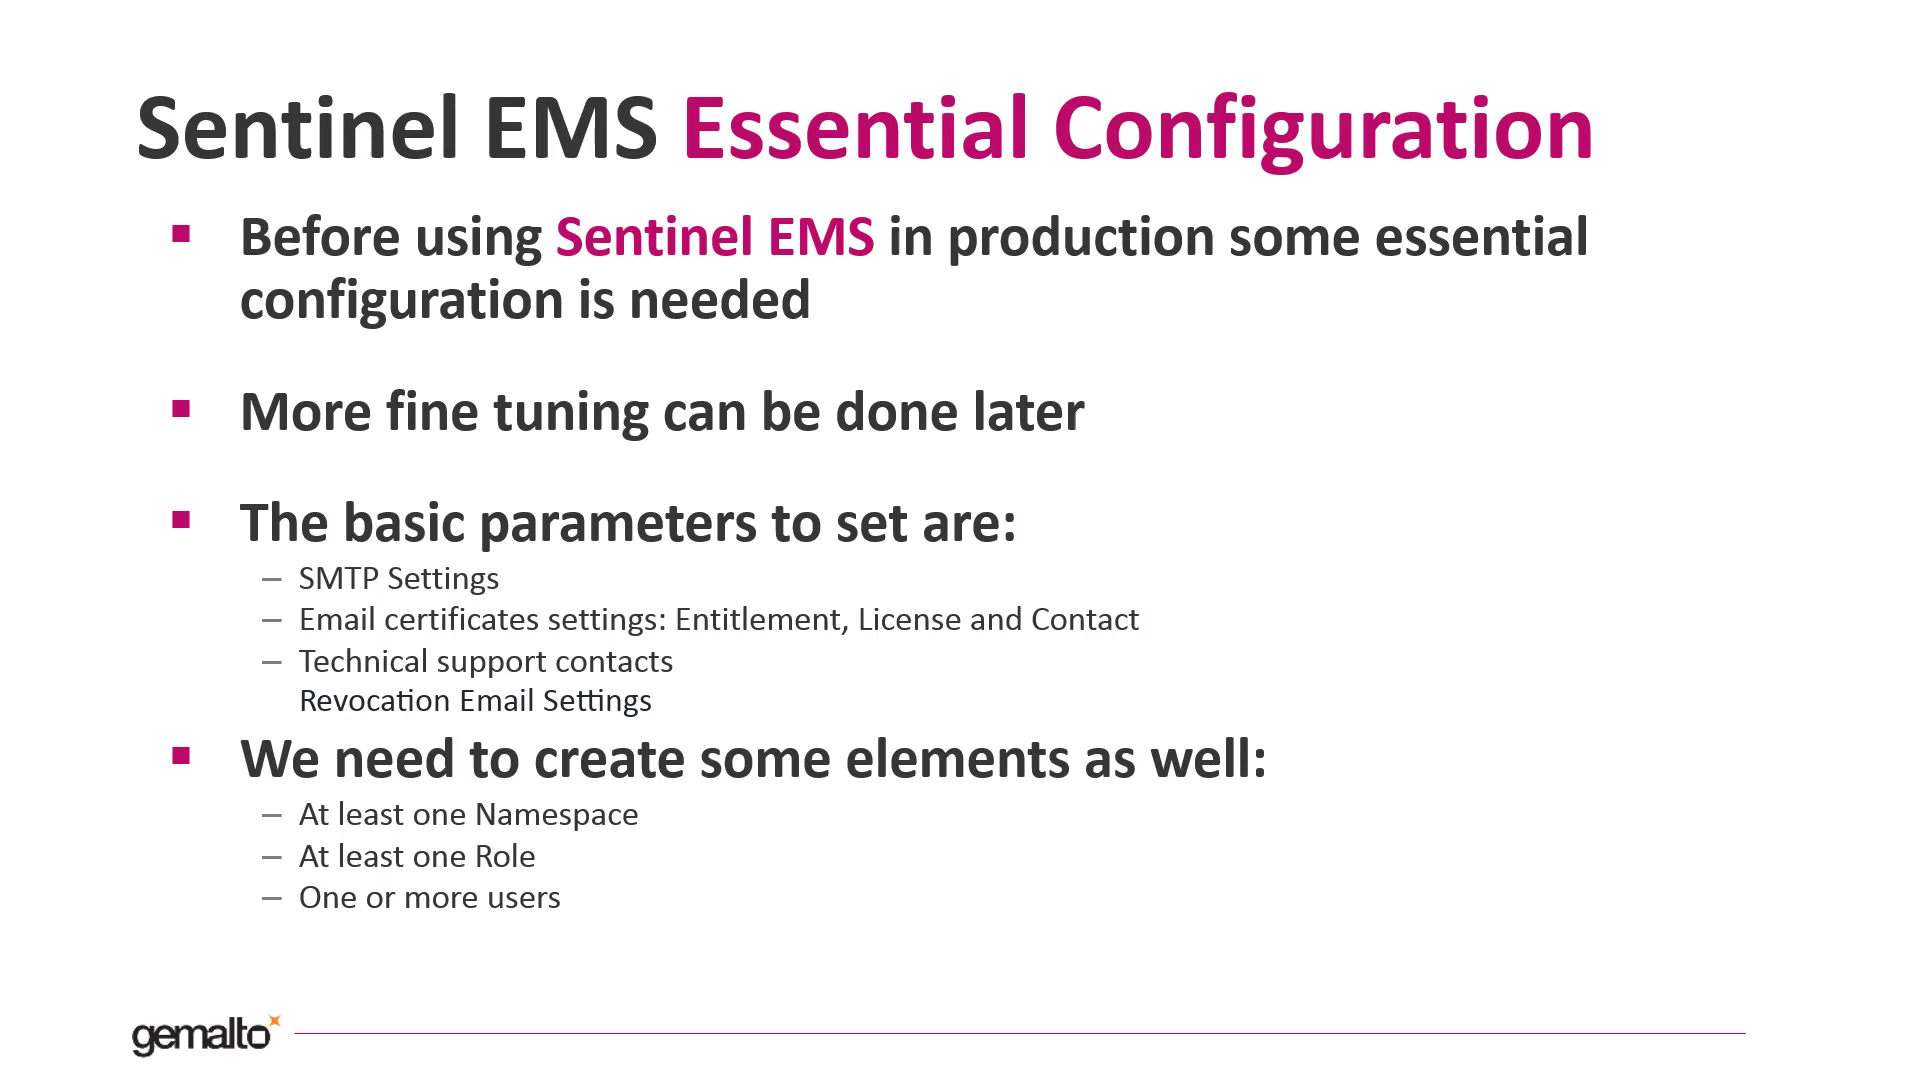 Sentinel EMS Essential Configuration
▪ Before using Sentinel EMS in production some essential
configuration is needed
▪ More fine tuning can be done later
▪ The basic parameters to set are:
– SMTP Settings
– Email certificates settings: Entitlement, License and Contact
– Technical support contacts
Revocation Email Settings
▪ We need to create some elements as well:
– At least one Namespace
– At least one Role
– One or more users
gemalto